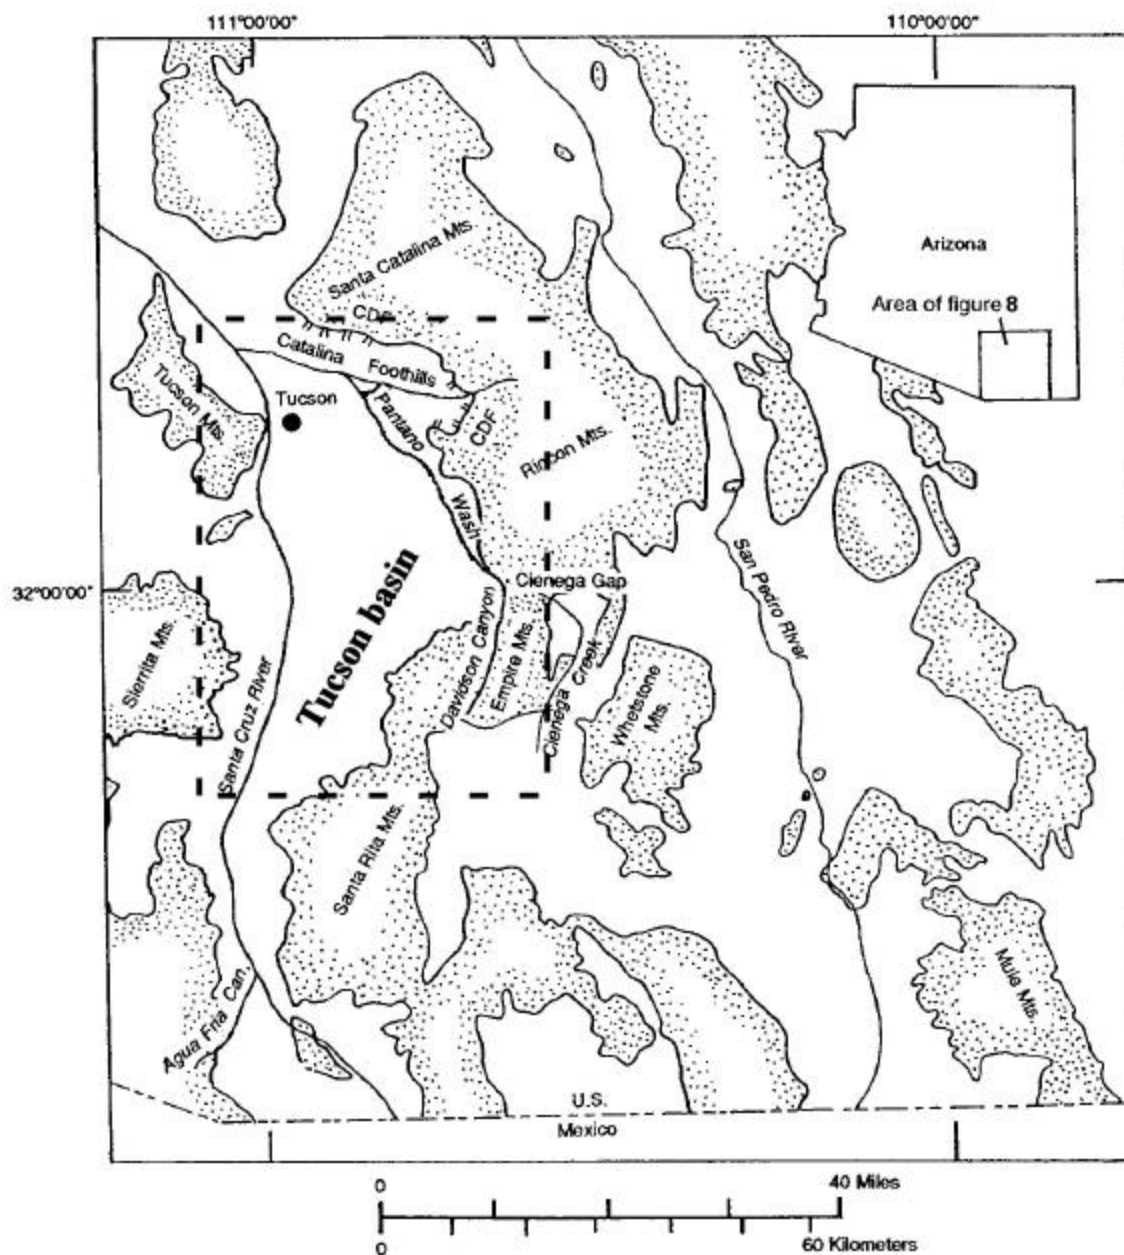 111°00'00"
110°00'00"
Arizona
Area of figure 8
Santa Catalina Mts.
CDF
Catalina Foothills
Tucson Mts.
Tucson
Pantano Wash
CDF
Rincon Mts.
32°00'00"
Cienega Gap
San Pedro River
Tucson basin
Sierrita Mts.
Santa Cruz River
Davidson Canyon
Empire Mts.
Cienega Creek
Whetstone
Mts.
Santa Rita Mts.
Agua Fria Can.
Mule Mts.
U.S.
Mexico
0
40 Miles
0
60 Kilometers